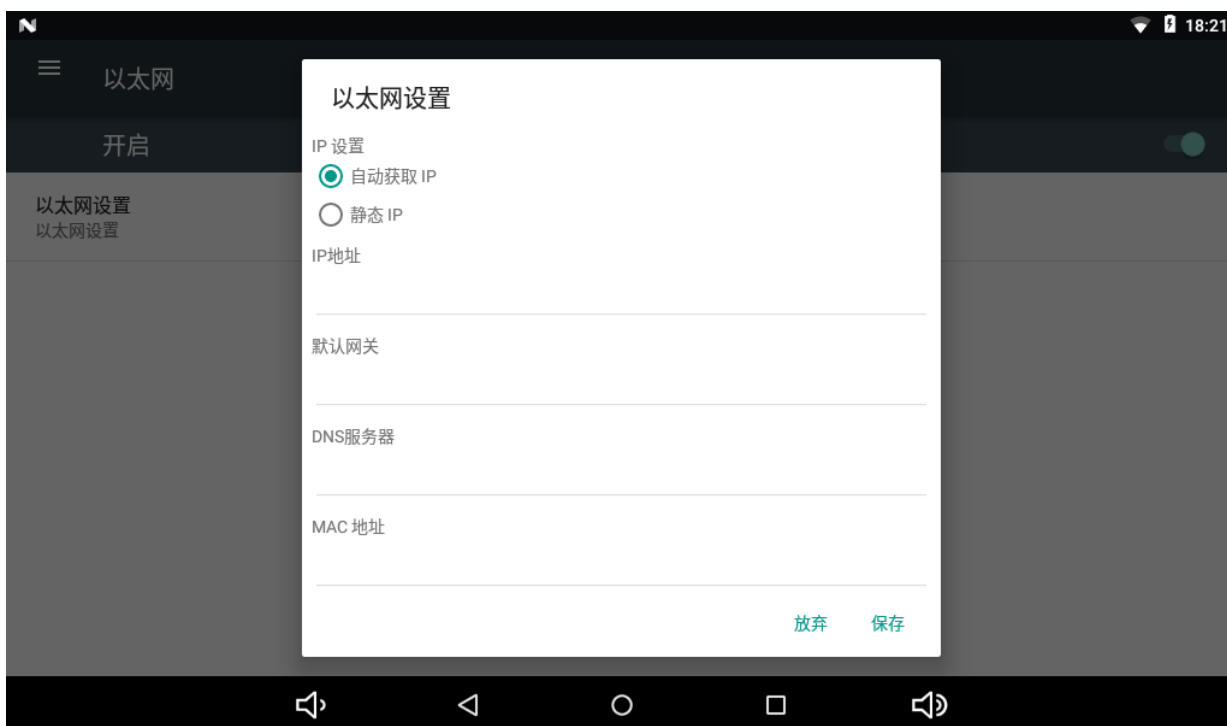 18:21
以太网
开启
以太网设置
以太网设置
以太网设置
IP 设置
自动获取 IP
静态 IP
IP地址
默认网关
DNS服务器
MAC 地址
放弃 保存